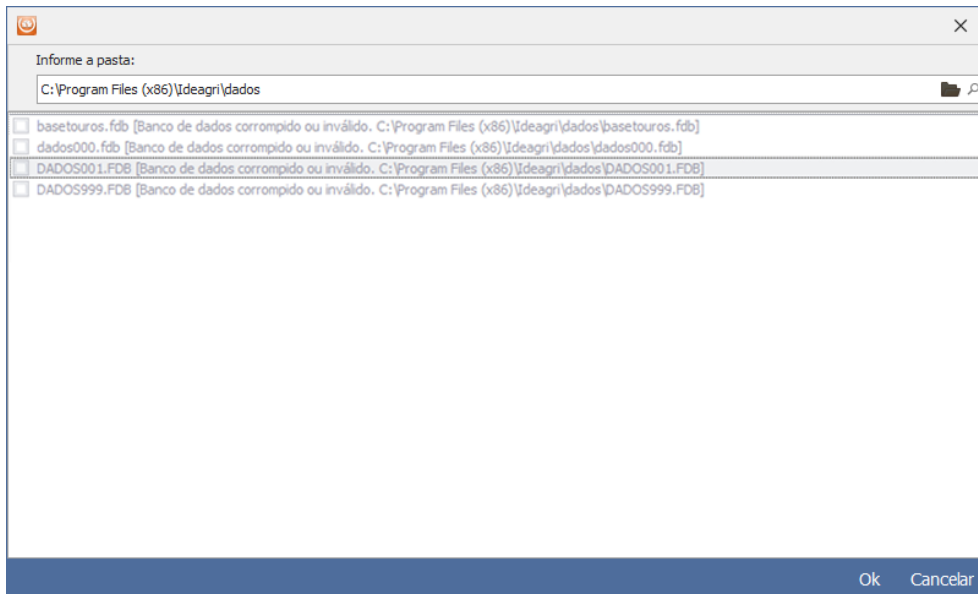 Informe a pasta:
C:\Program Files (x86)\Ideagri\dados
basetouros.fdb [Banco de dados corrompido ou inválido. C:\Program Files (x86)\Ideagri\dados\basetouros.fdb]
dados000.fdb [Banco de dados corrompido ou inválido. C:\Program Files (x86)\Ideagri\dados\dados000.fdb]
DADOS001.FDB [Banco de dados corrompido ou inválido. C:\Program Files (x86)\Ideagri\dados\DADOS001.FDB]
DADOS999.FDB [Banco de dados corrompido ou inválido. C:\Program Files (x86)\Ideagri\dados\DADOS999.FDB]
Ok Cancelar